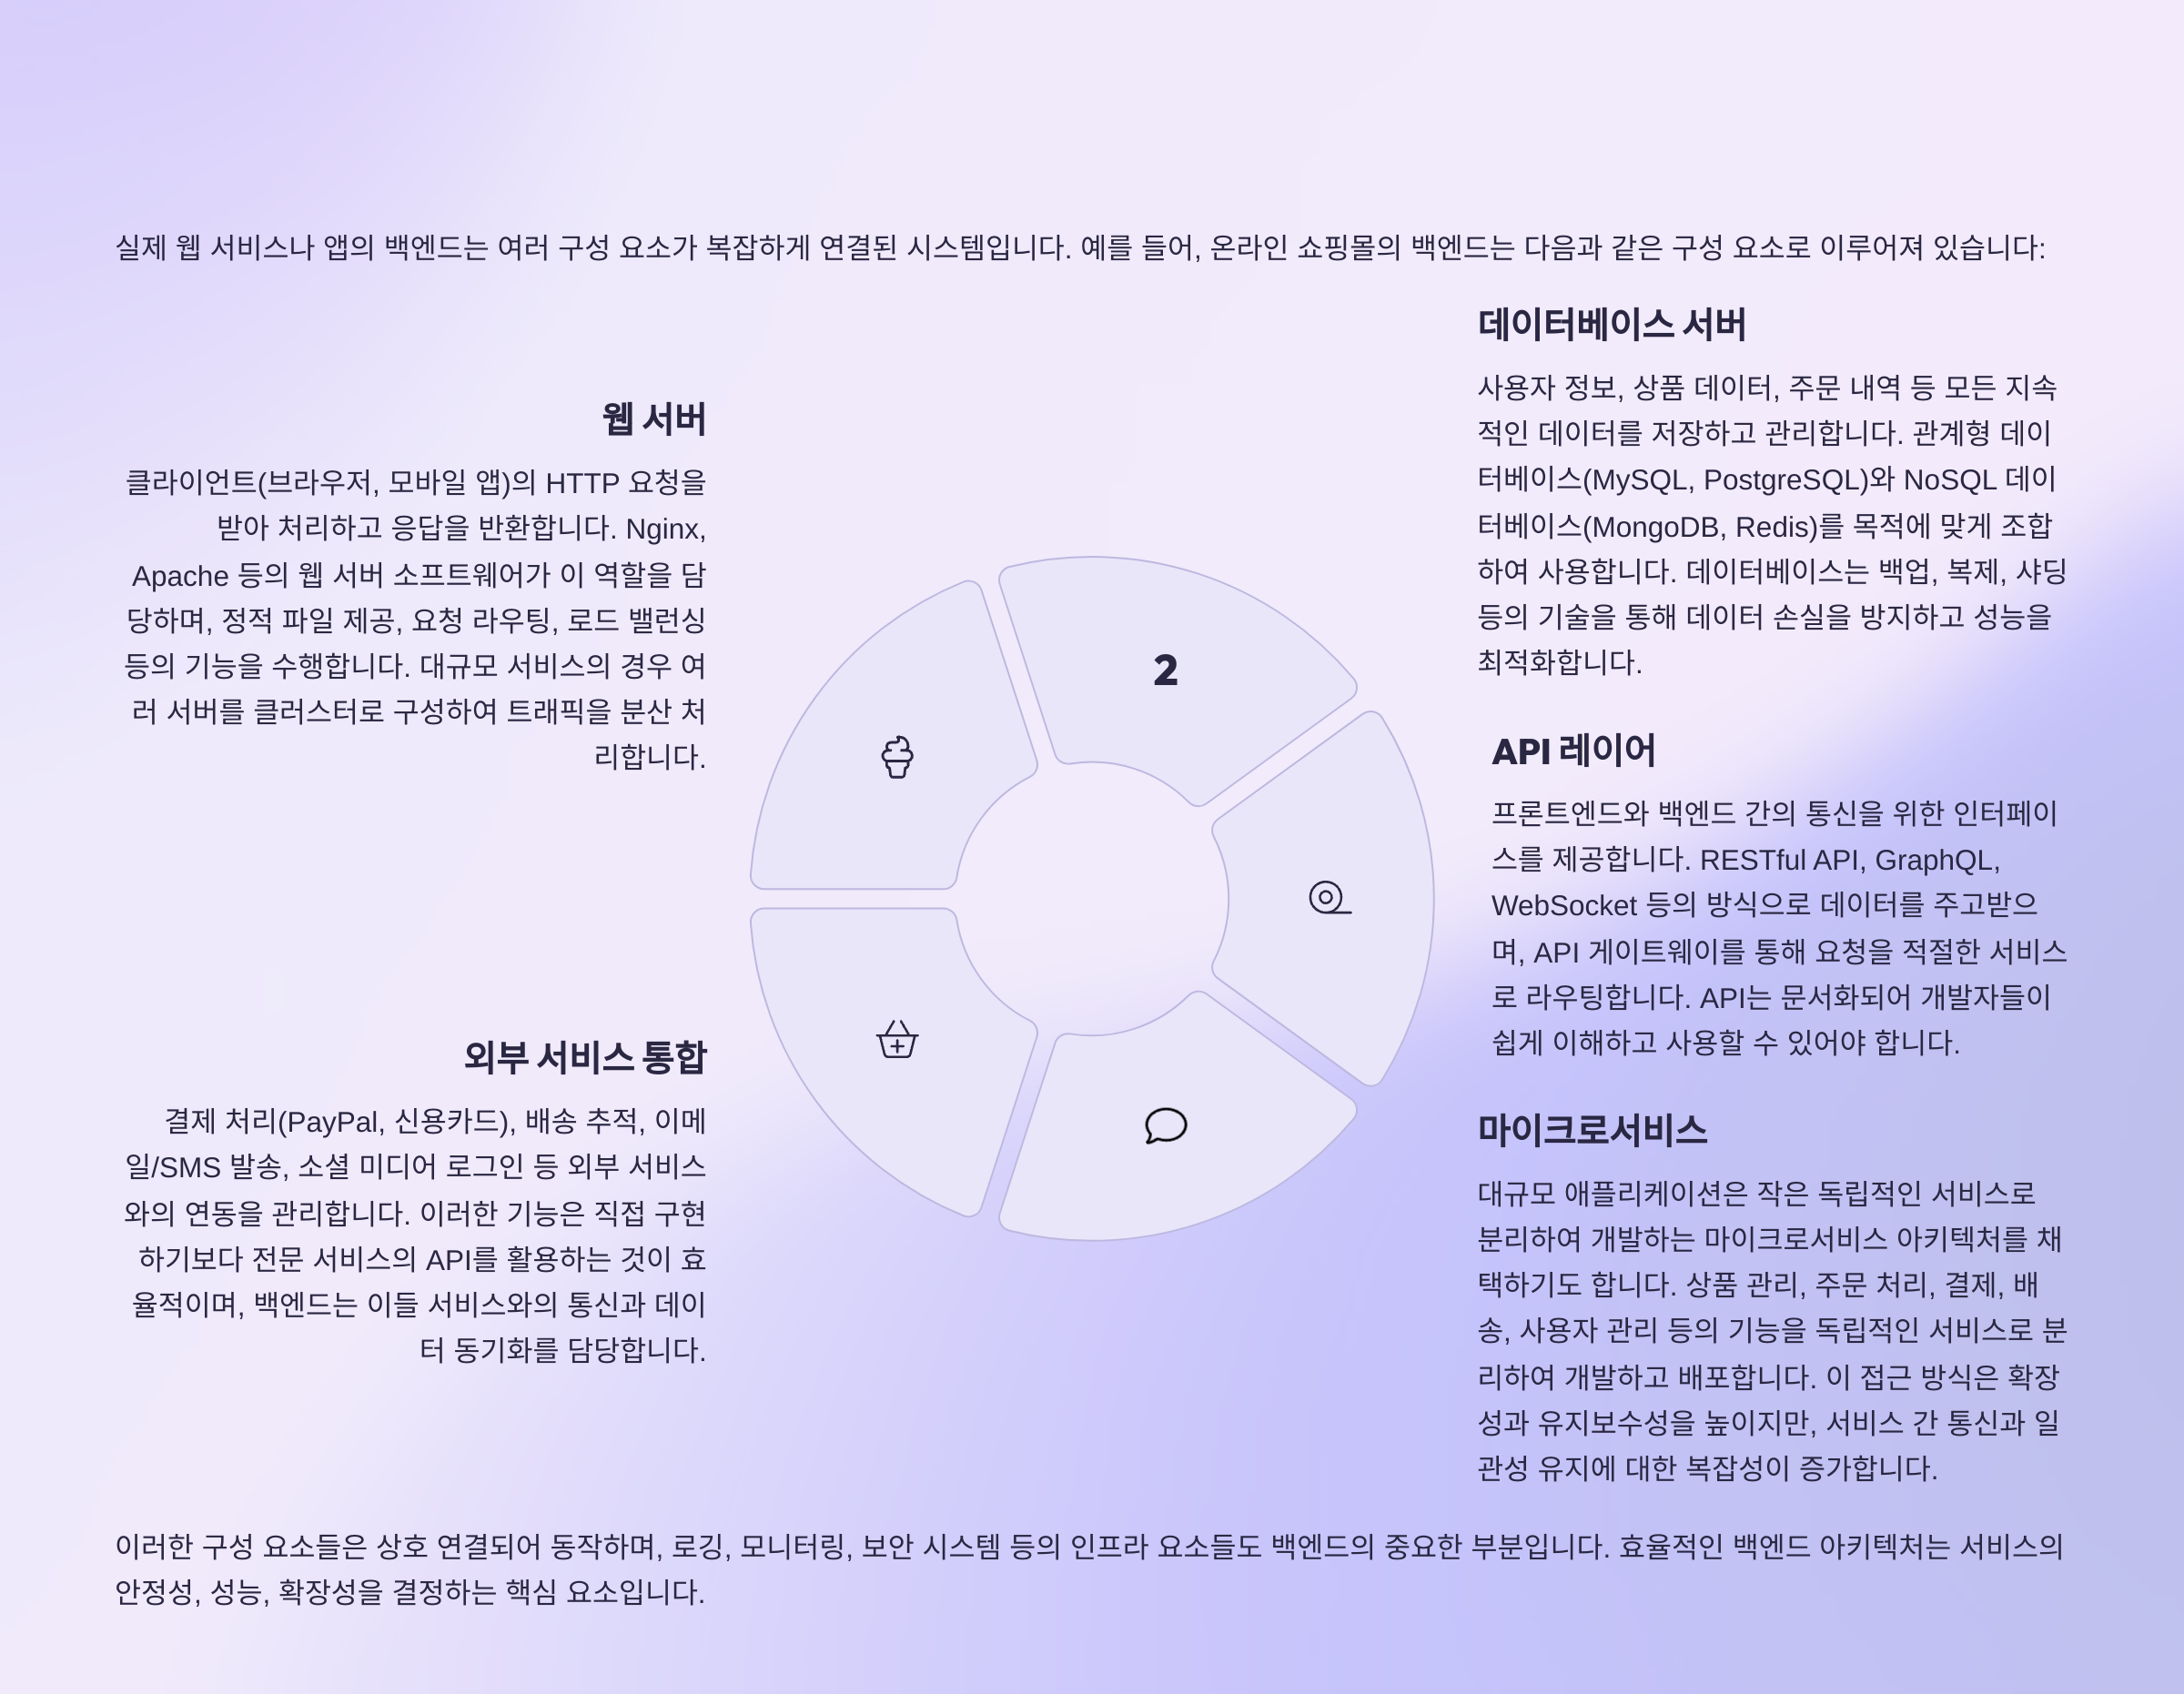 실제 웹 서비스나 앱의 백엔드는 여러 구성 요소가 복잡하게 연결된 시스템입니다. 예를 들어, 온라인 쇼핑몰의 백엔드는 다음과 같은 구성 요소로 이루어져 있습니다:
웹 서버
클라이언트(브라우저, 모바일 앱)의 HTTP 요청을
받아 처리하고 응답을 반환합니다. Nginx,
Apache 등의 웹 서버 소프트웨어가 이 역할을 담
당하며, 정적 파일 제공, 요청 라우팅, 로드 밸런싱
등의 기능을 수행합니다. 대규모 서비스의 경우 여
러 서버를 클러스터로 구성하여 트래픽을 분산 처
리합니다.
2
데이터베이스 서버
사용자 정보, 상품 데이터, 주문 내역 등 모든 지속
적인 데이터를 저장하고 관리합니다. 관계형 데이
터베이스(MySQL, PostgreSQL)와 NoSQL 데이
터베이스(MongoDB, Redis)를 목적에 맞게 조합
하여 사용합니다. 데이터베이스는 백업, 복제, 샤딩
등의 기술을 통해 데이터 손실을 방지하고 성능을
최적화합니다.
API 레이어
프론트엔드와 백엔드 간의 통신을 위한 인터페이
스를 제공합니다. RESTful API, GraphQL,
WebSocket 등의 방식으로 데이터를 주고받으
며, API 게이트웨이를 통해 요청을 적절한 서비스
로 라우팅합니다. API는 문서화되어 개발자들이
쉽게 이해하고 사용할 수 있어야 합니다.
마이크로서비스
대규모 애플리케이션은 작은 독립적인 서비스로
분리하여 개발하는 마이크로서비스 아키텍처를 채
택하기도 합니다. 상품 관리, 주문 처리, 결제, 배
송, 사용자 관리 등의 기능을 독립적인 서비스로 분
리하여 개발하고 배포합니다. 이 접근 방식은 확장
성과 유지보수성을 높이지만, 서비스 간 통신과 일
관성 유지에 대한 복잡성이 증가합니다.
외부 서비스 통합
결제 처리(PayPal, 신용카드), 배송 추적, 이메
일/SMS 발송, 소셜 미디어 로그인 등 외부 서비스
와의 연동을 관리합니다. 이러한 기능은 직접 구현
하기보다 전문 서비스의 API를 활용하는 것이 효
율적이며, 백엔드는 이들 서비스와의 통신과 데이
터 동기화를 담당합니다.
이러한 구성 요소들은 상호 연결되어 동작하며, 로깅, 모니터링, 보안 시스템 등의 인프라 요소들도 백엔드의 중요한 부분입니다. 효율적인 백엔드 아키텍처는 서비스의
안정성, 성능, 확장성을 결정하는 핵심 요소입니다.